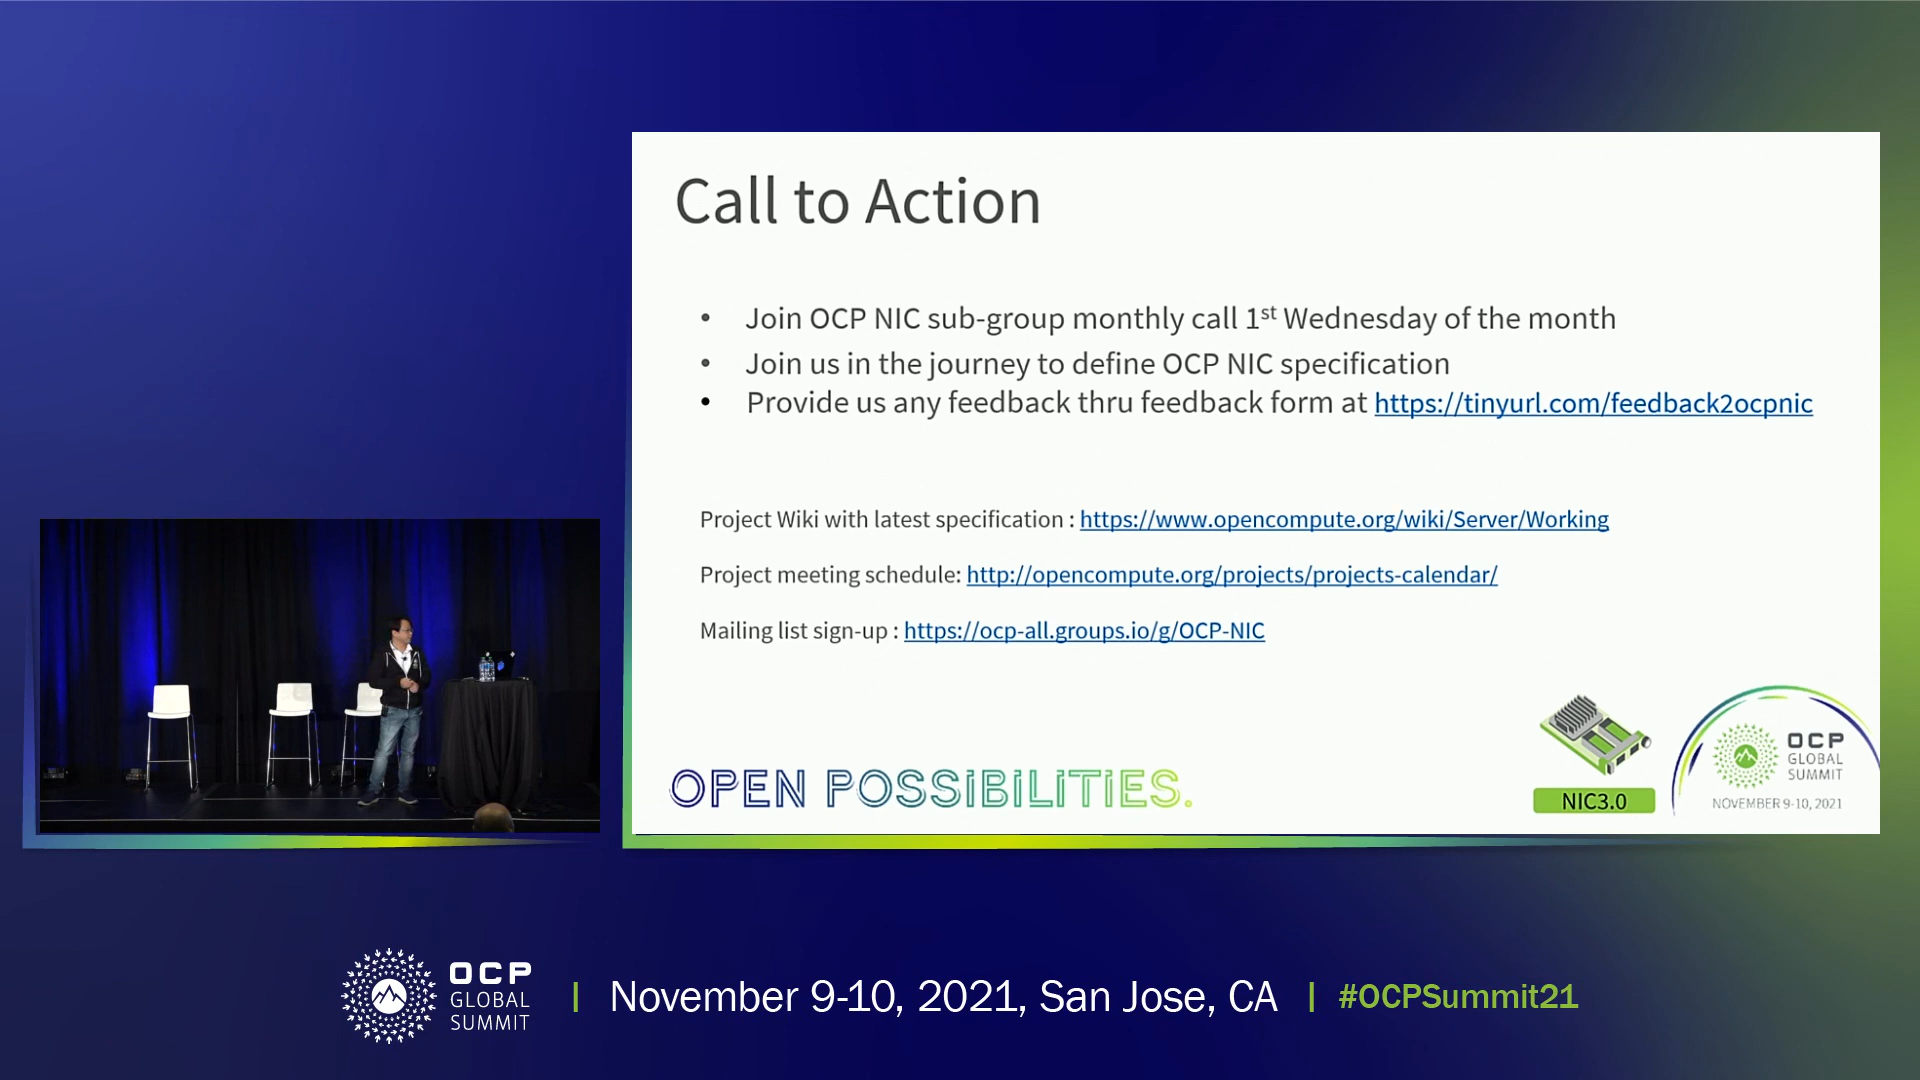 Call to Action
• Join OCP NIC sub-group monthly call 1st Wednesday of the month
• Join us in the journey to define OCP NIC specification
• Provide us any feedback thru feedback form at https://tinyurl.com/feedback2ocpnic
Project Wiki with latest specification : https://www.opencompute.org/wiki/Server/Working
Project meeting schedule: http://opencompute.org/projects/projects-calendar/
Mailing list sign-up : https://ocp-all.groups.io/g/OCP-NIC
OPEN POSSIBILITIES.
NIC3.0
OCP
GLOBAL
SUMMIT
NOVEMBER 9-10, 2021
OCP
GLOBAL
SUMMIT
| November 9-10, 2021, San Jose, CA | #OCPSummit21